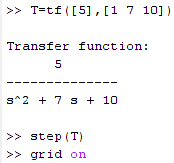 >> T=tf([5],[1 7 10])
Transfer function:
5
--------------
s^2 + 7 s + 10
>> step(T)
>> grid on